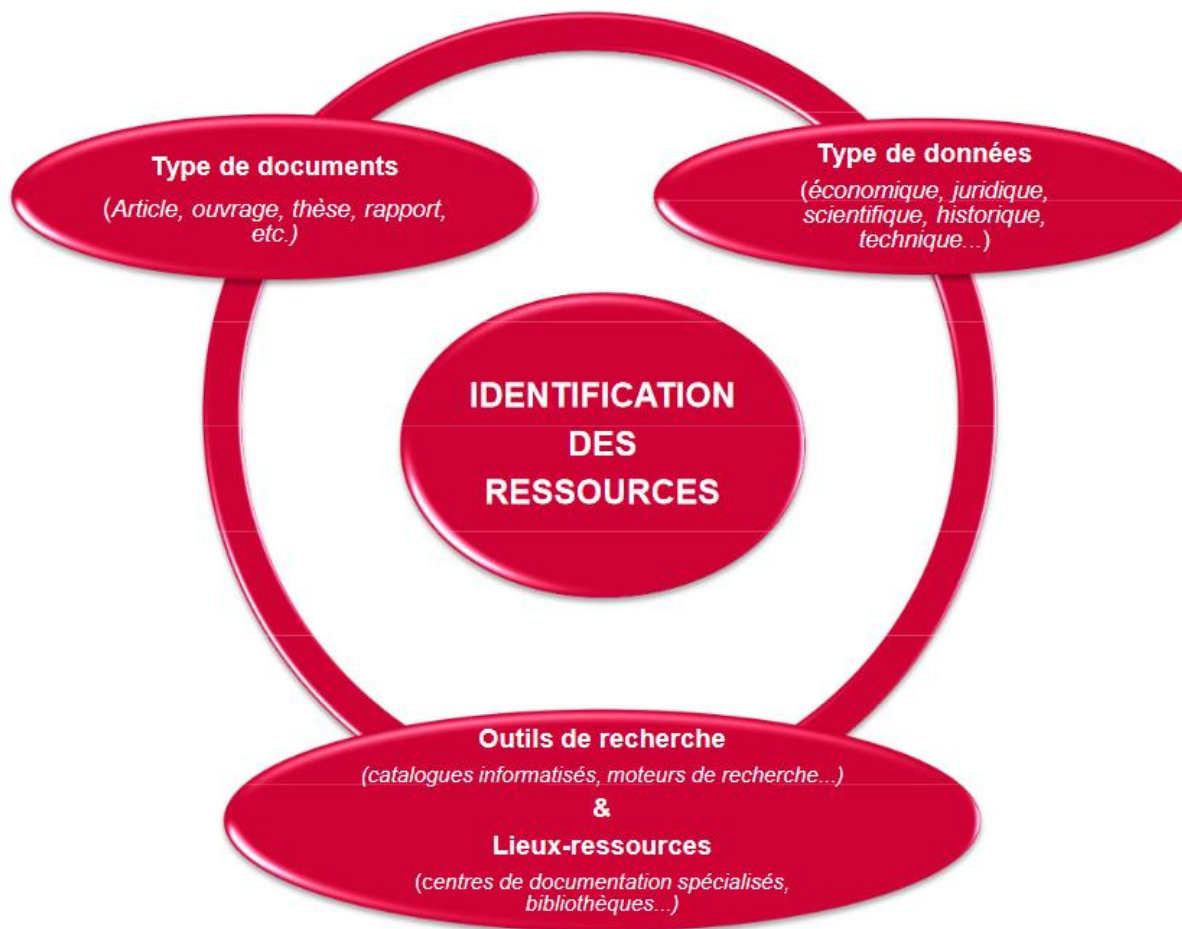 Type de documents
(Article, ouvrage, thèse, rapport,
etc.)
Type de données
(économique, juridique,
scientifique, historique,
technique...)
IDENTIFICATION
DES
RESSOURCES
Outils de recherche
(catalogues informatisés, moteurs de recherche...)
&
Lieux-ressources
(centres de documentation spécialisés,
bibliothèques...)